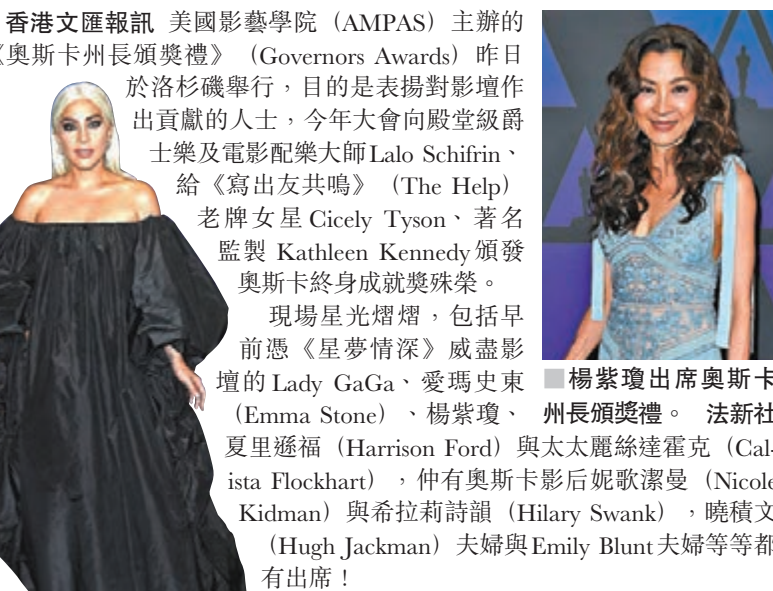 香港文匯報訊 美國影藝學院（AMPAS）主辦的
《奧斯卡州長頒獎禮》（Governors Awards）昨日
於洛杉磯舉行，目的是表揚對影壇作
出貢獻的人士，今年大會向殿堂級爵
士樂及電影配樂大師Lalo Schifrin、
給《寫出友共鳴》（The Help）
老牌女星Cicely Tyson、著名
監製 Kathleen Kennedy頒發
奧斯卡終身成就獎殊榮。
現場星光熠熠，包括早
前憑《星夢情深》威盡影
壇的Lady GaGa、愛瑪史東
（Emma Stone）、楊紫瓊、
夏里遜福（Harrison Ford）與太太麗絲達霍克（Cal-
ista Flockhart），仲有奧斯卡影后妮歌潔曼（Nicole
Kidman）與希拉莉詩韻（Hilary Swank），曉積文
（Hugh Jackman）夫婦與Emily Blunt夫婦等等都
有出席！
■楊紫瓊出席奧斯卡
州長頒獎禮。 法新社